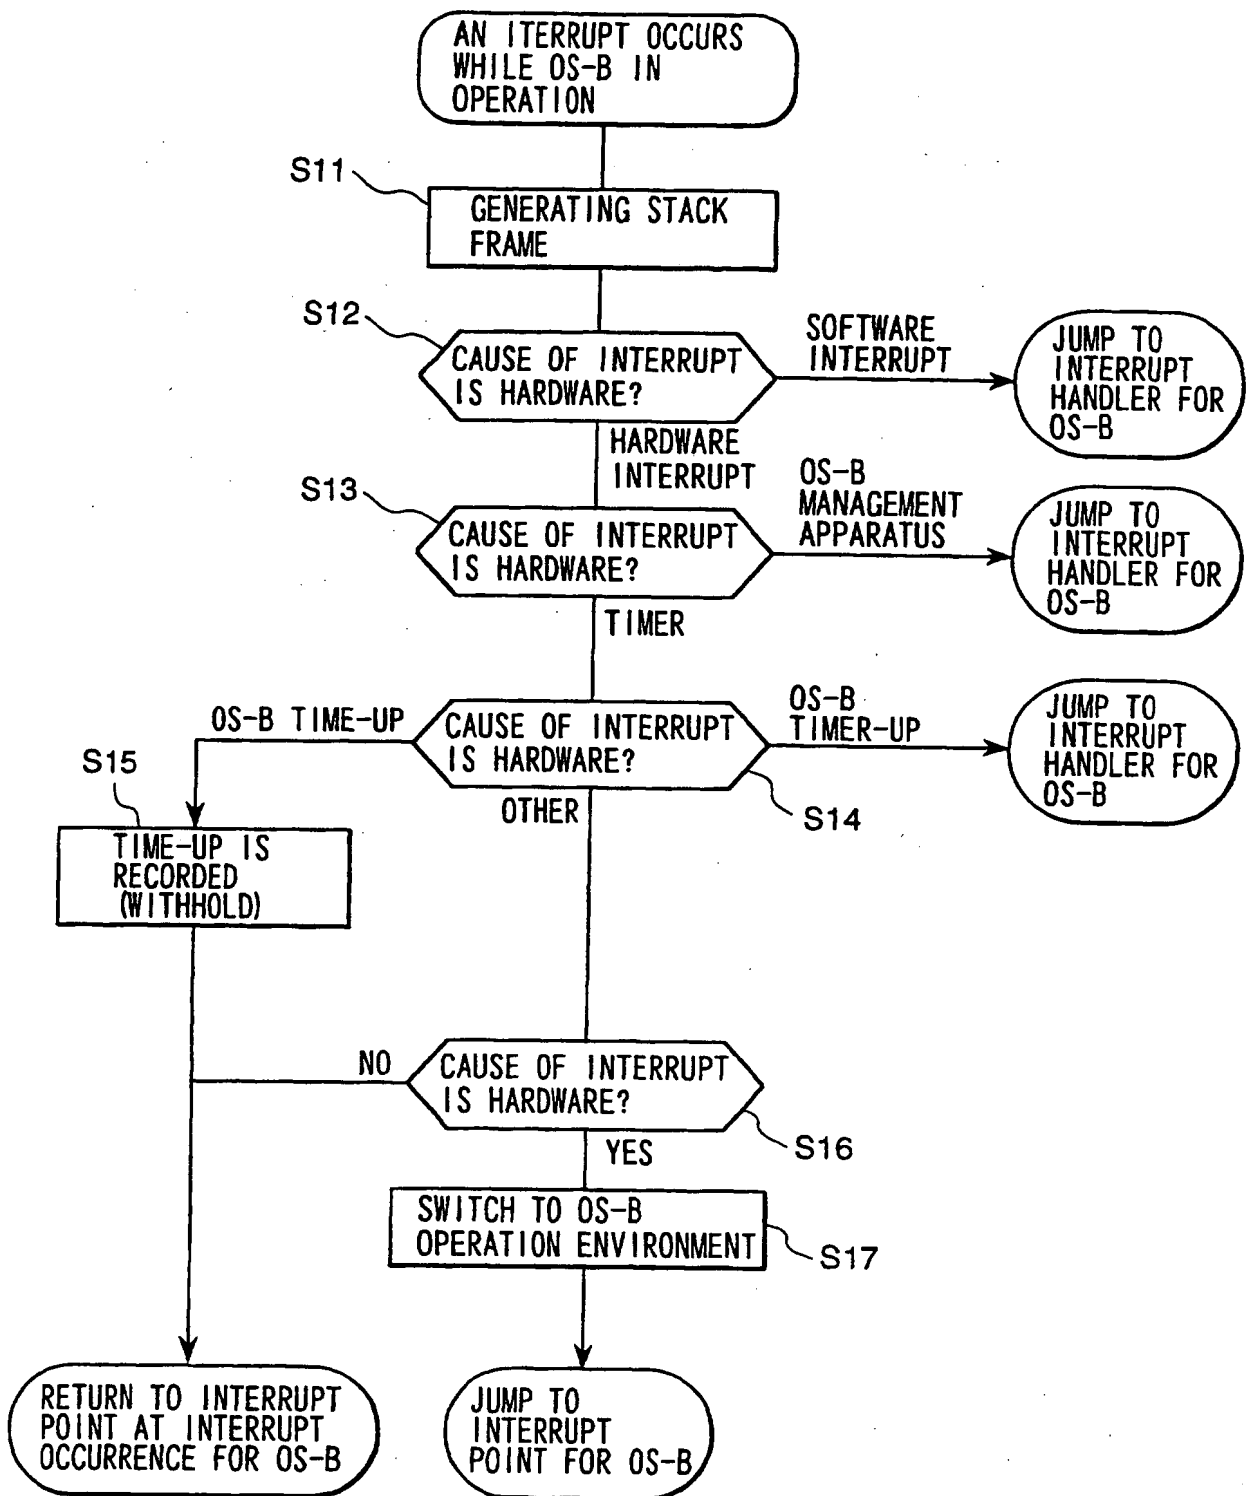 AN ITERRUPT OCCURS
WHILE OS-B IN
OPERATION
S11
GENERATING STACK
FRAME
S12
CAUSE OF INTERRUPT
IS HARDWARE?
SOFTWARE
INTERRUPT
JUMP TO
INTERRUPT
HANDLER FOR
OS-B
HARDWARE
INTERRUPT
S13
CAUSE OF INTERRUPT
IS HARDWARE?
OS-B
MANAGEMENT
APPARATUS
JUMP TO
INTERRUPT
HANDLER FOR
OS-B
TIMER
OS-B TIME-UP
CAUSE OF INTERRUPT
IS HARDWARE?
OS-B
TIMER-UP
JUMP TO
INTERRUPT
HANDLER FOR
OS-B
S14
S15
OTHER
TIME-UP IS
RECORDED
(WITHHOLD)
NO
CAUSE OF INTERRUPT
IS HARDWARE?
S16
YES
SWITCH TO OS-B
OPERATION ENVIRONMENT
S17
RETURN TO INTERRUPT
POINT AT INTERRUPT
OCCURRENCE FOR OS-B
JUMP TO
INTERRUPT
POINT FOR OS-B